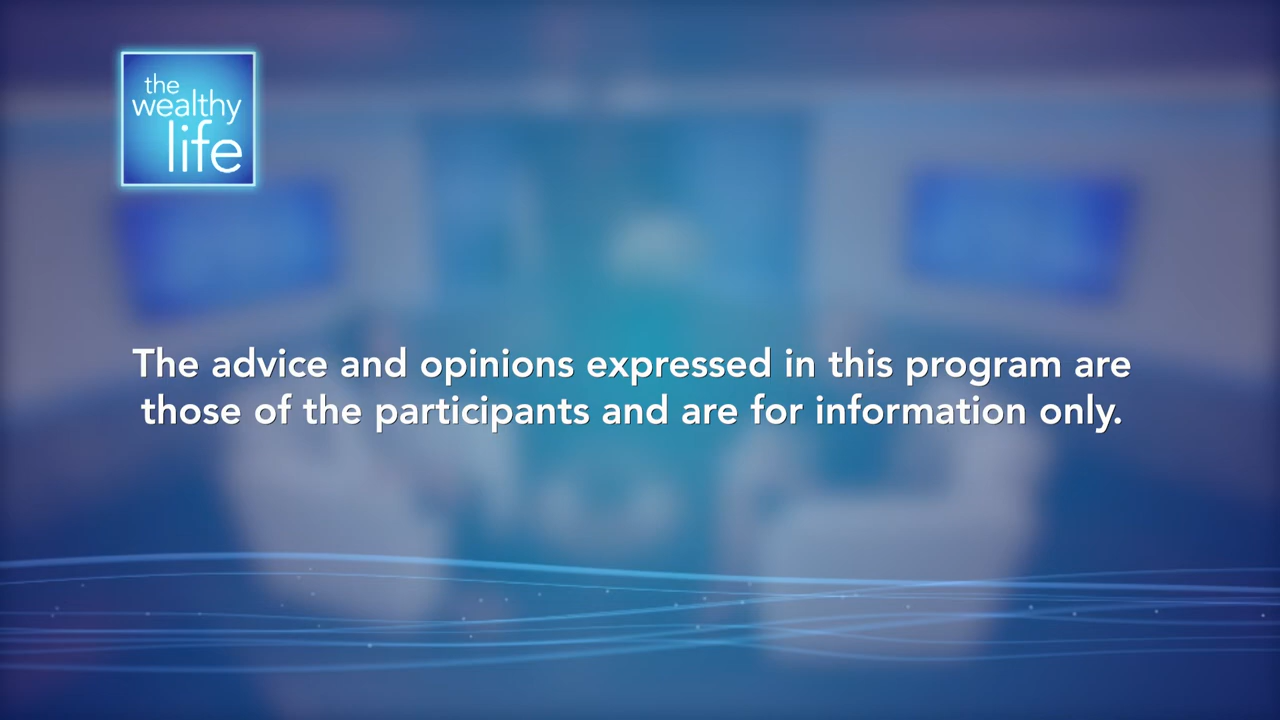 the
wealthy
life
The advice and opinions expressed in this program are
those of the participants and are for information only.